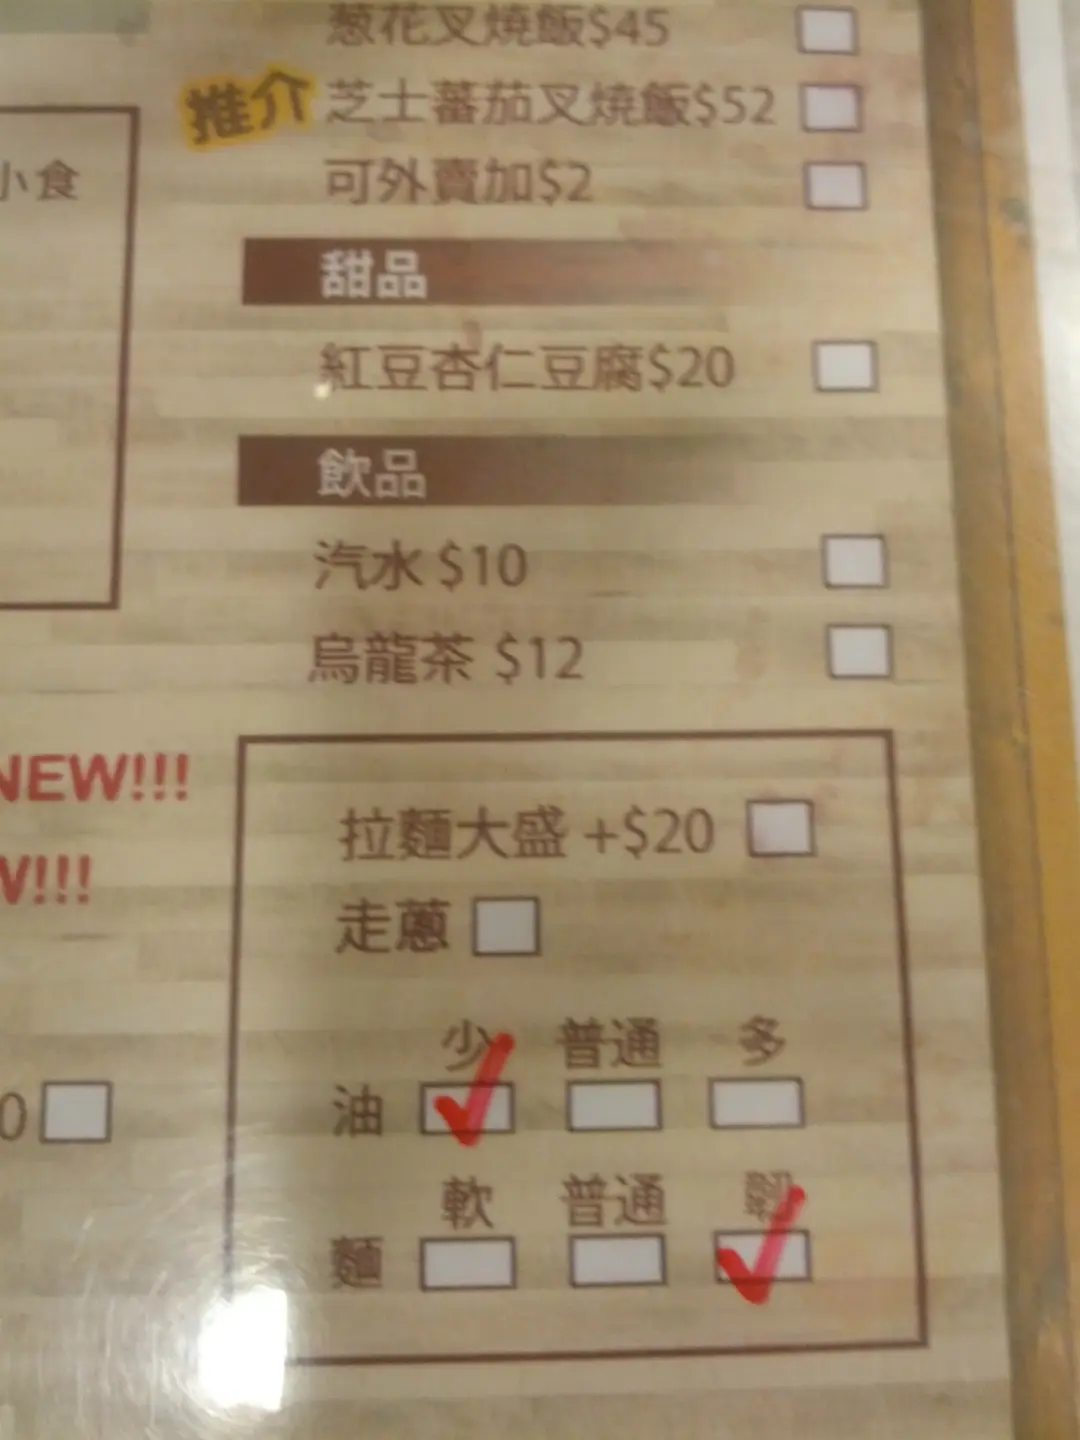 葱花叉燒飯$45
推介 芝士蕃茄叉燒飯$52
可外賣加$2
小食
甜品
紅豆杏仁豆腐$20
飲品
汽水 $10
烏龍茶 $12
NEW!!!
W!!!
拉麵大盛 +$20
走蔥
少 普通 多
油
0
軟 普通
麵